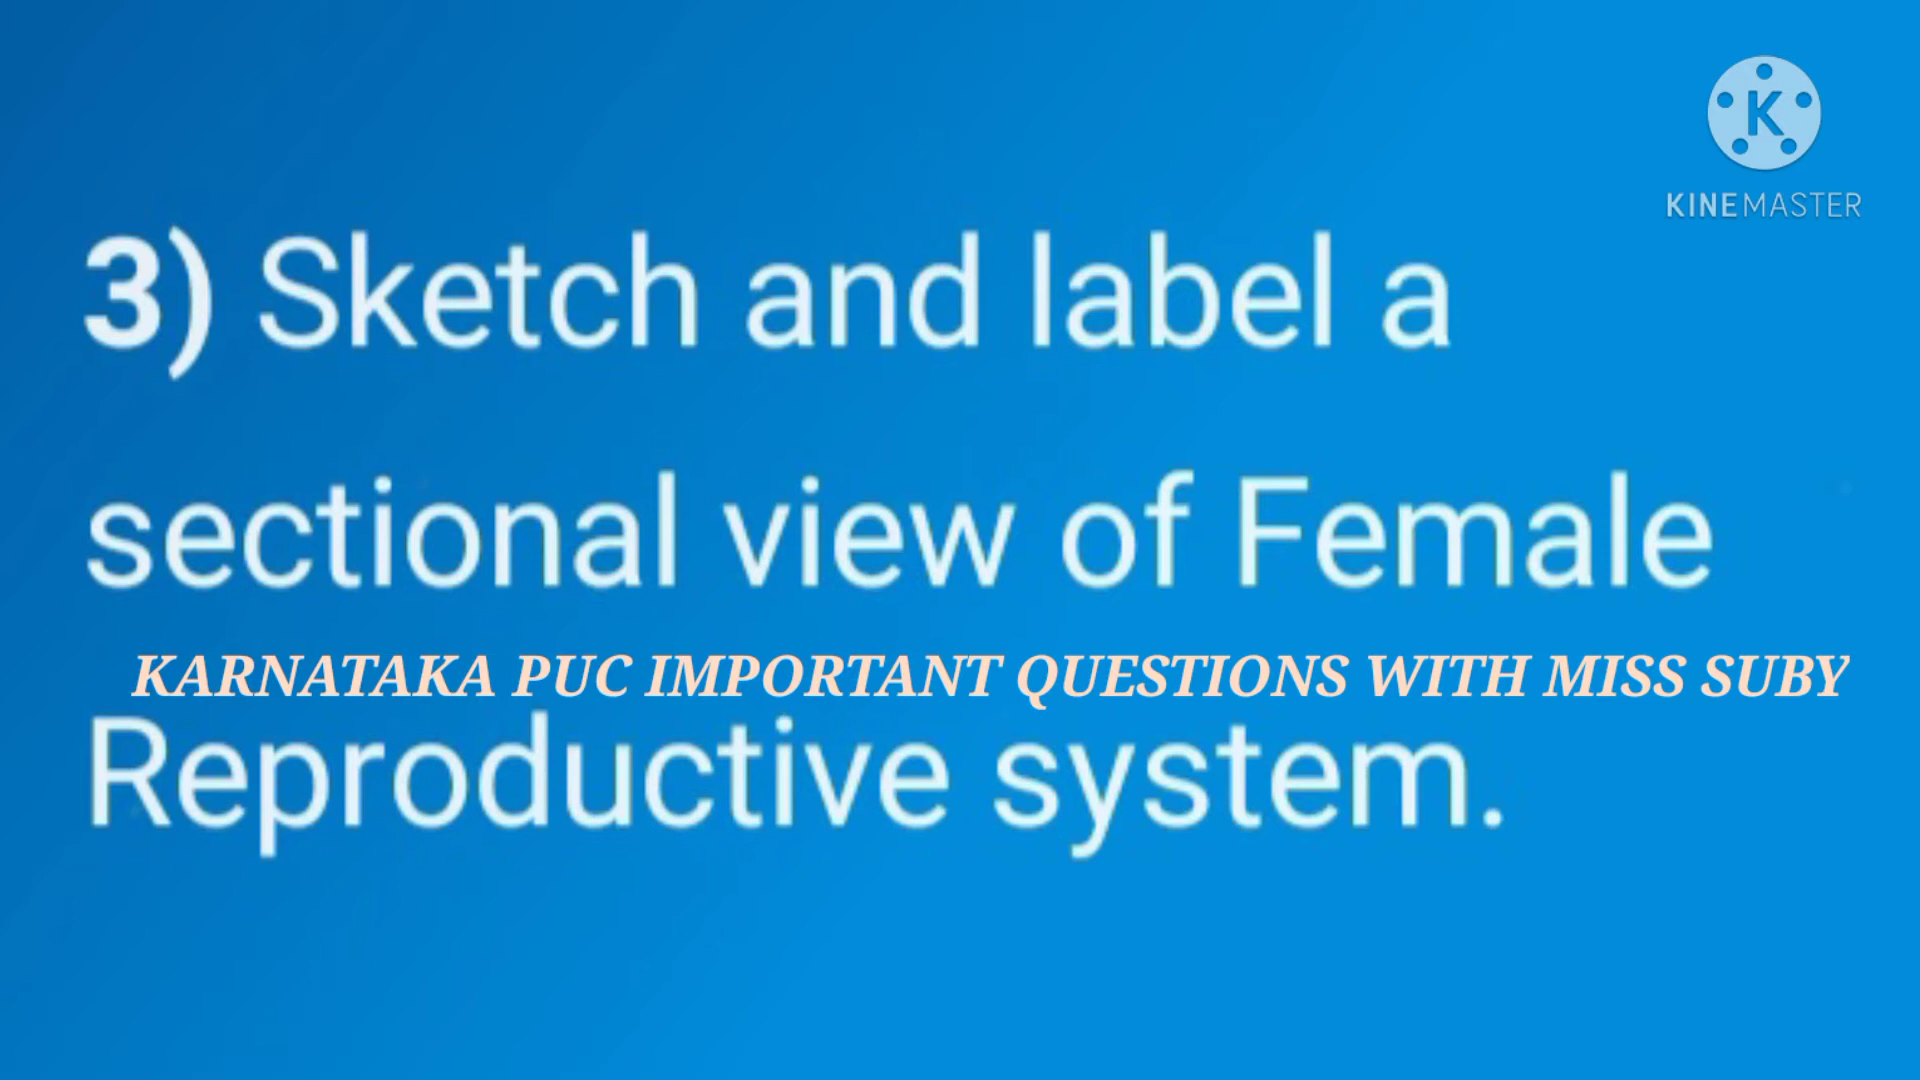 K
KINEMASTER
3) Sketch and label a
sectional view of Female
KARNATAKA PUC IMPORTANT QUESTIONS WITH MISS SUBY
Reproductive system.